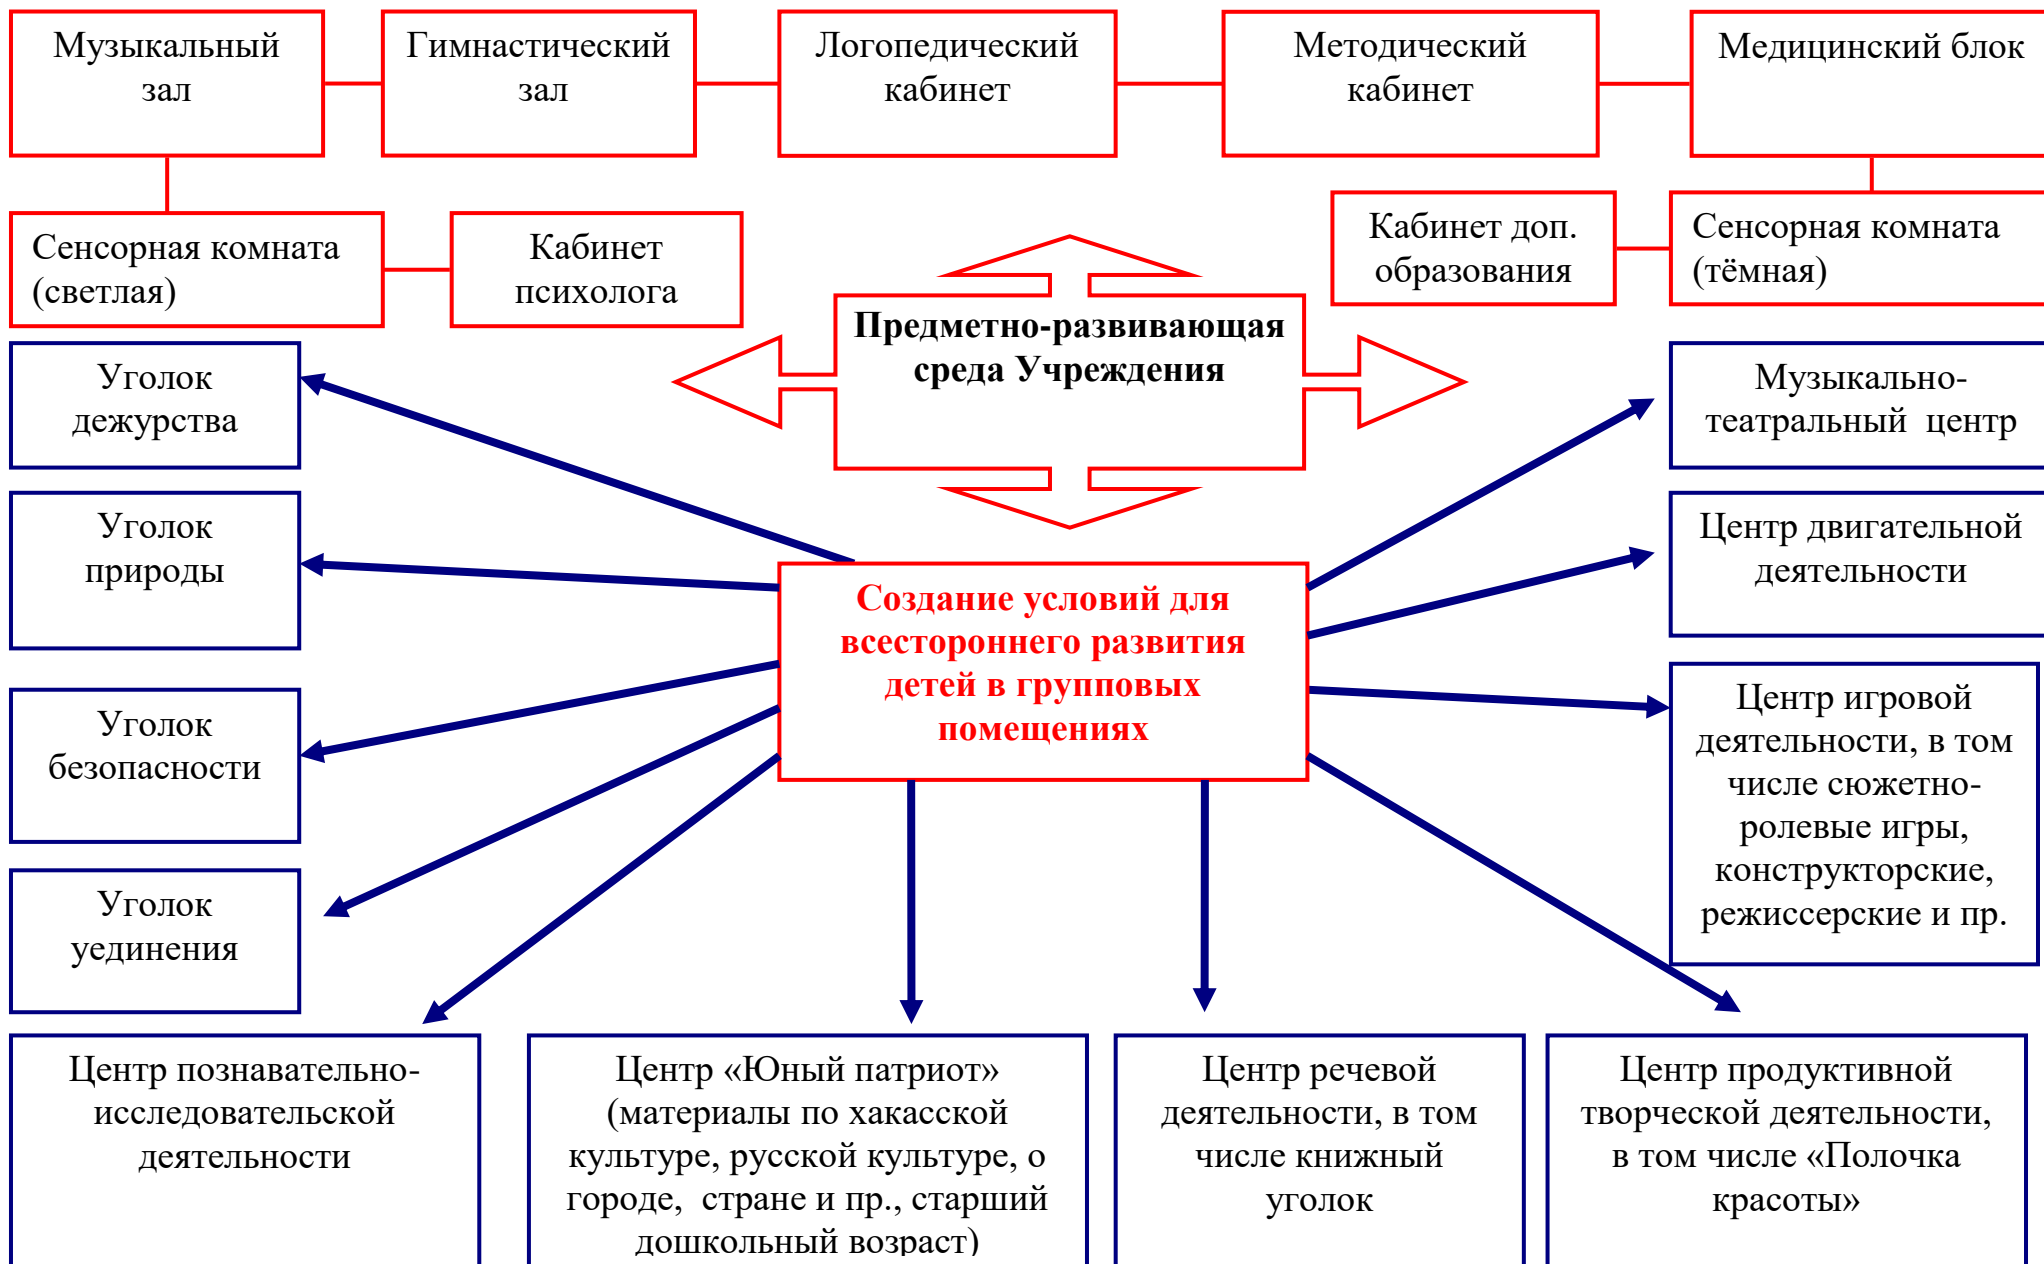 Музыкальный
зал
Гимнастический
зал
Логопедический
кабинет
Методический
кабинет
Медицинский блок
Сенсорная комната
(светлая)
Кабинет
психолога
Кабинет доп.
образования
Сенсорная комната
(тёмная)
Предметно-развивающая
среда Учреждения
Уголок
дежурства
Музыкально-
театральный центр
Уголок
природы
Центр двигательной
деятельности
Создание условий для
всестороннего развития
детей в групповых
помещениях
Уголок
безопасности
Центр игровой
деятельности, в том
числе сюжетно-
ролевые игры,
конструкторские,
режиссерские и пр.
Уголок
уединения
Центр познавательно-
исследовательской
деятельности
Центр «Юный патриот»
(материалы по хакасской
культуре, русской культуре, о
городе, стране и пр., старший
дошкольный возраст)
Центр речевой
деятельности, в том
числе книжный
уголок
Центр продуктивной
творческой деятельности,
в том числе «Полочка
красоты»